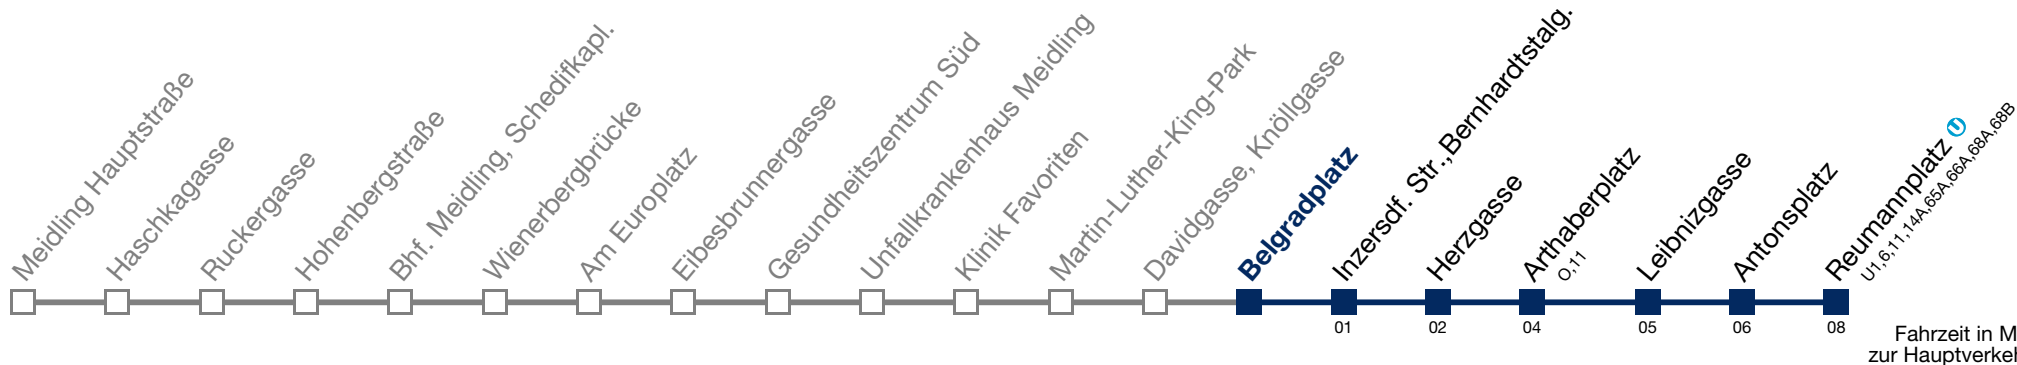 Meidling Hauptstraße
Haschkagasse
Ruckergasse
Hohenbergstraße
Bhf. Meidling, Schedifkapl.
Wienerbergbrücke
Am Europlatz
Eibesbrunnergasse
Gesundheitszentrum Süd
Unfallkrankenhaus Meidling
Klinik Favoriten
Martin-Luther-King-Park
Davidgasse, Knöllgasse
Belgradplatz
Inzersdf. Str.,Bernhardtstalg.
Herzgasse
Arthaberplatz
O,11
Leibnizgasse
Antonsplatz
Reumannplatz U
U1,6,11,14A,65A,66A,68A,68B
01 02 04 05 06 08
Fahrzeit in M
zur Hauptverkeh